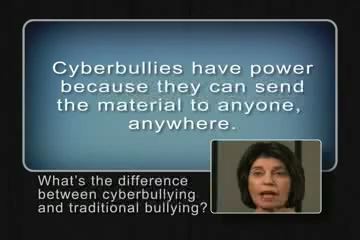 Cyberbullies have power
because they can send
the material to anyone,
anywhere.
What's the difference
between cyberbullying
and traditional bullying?